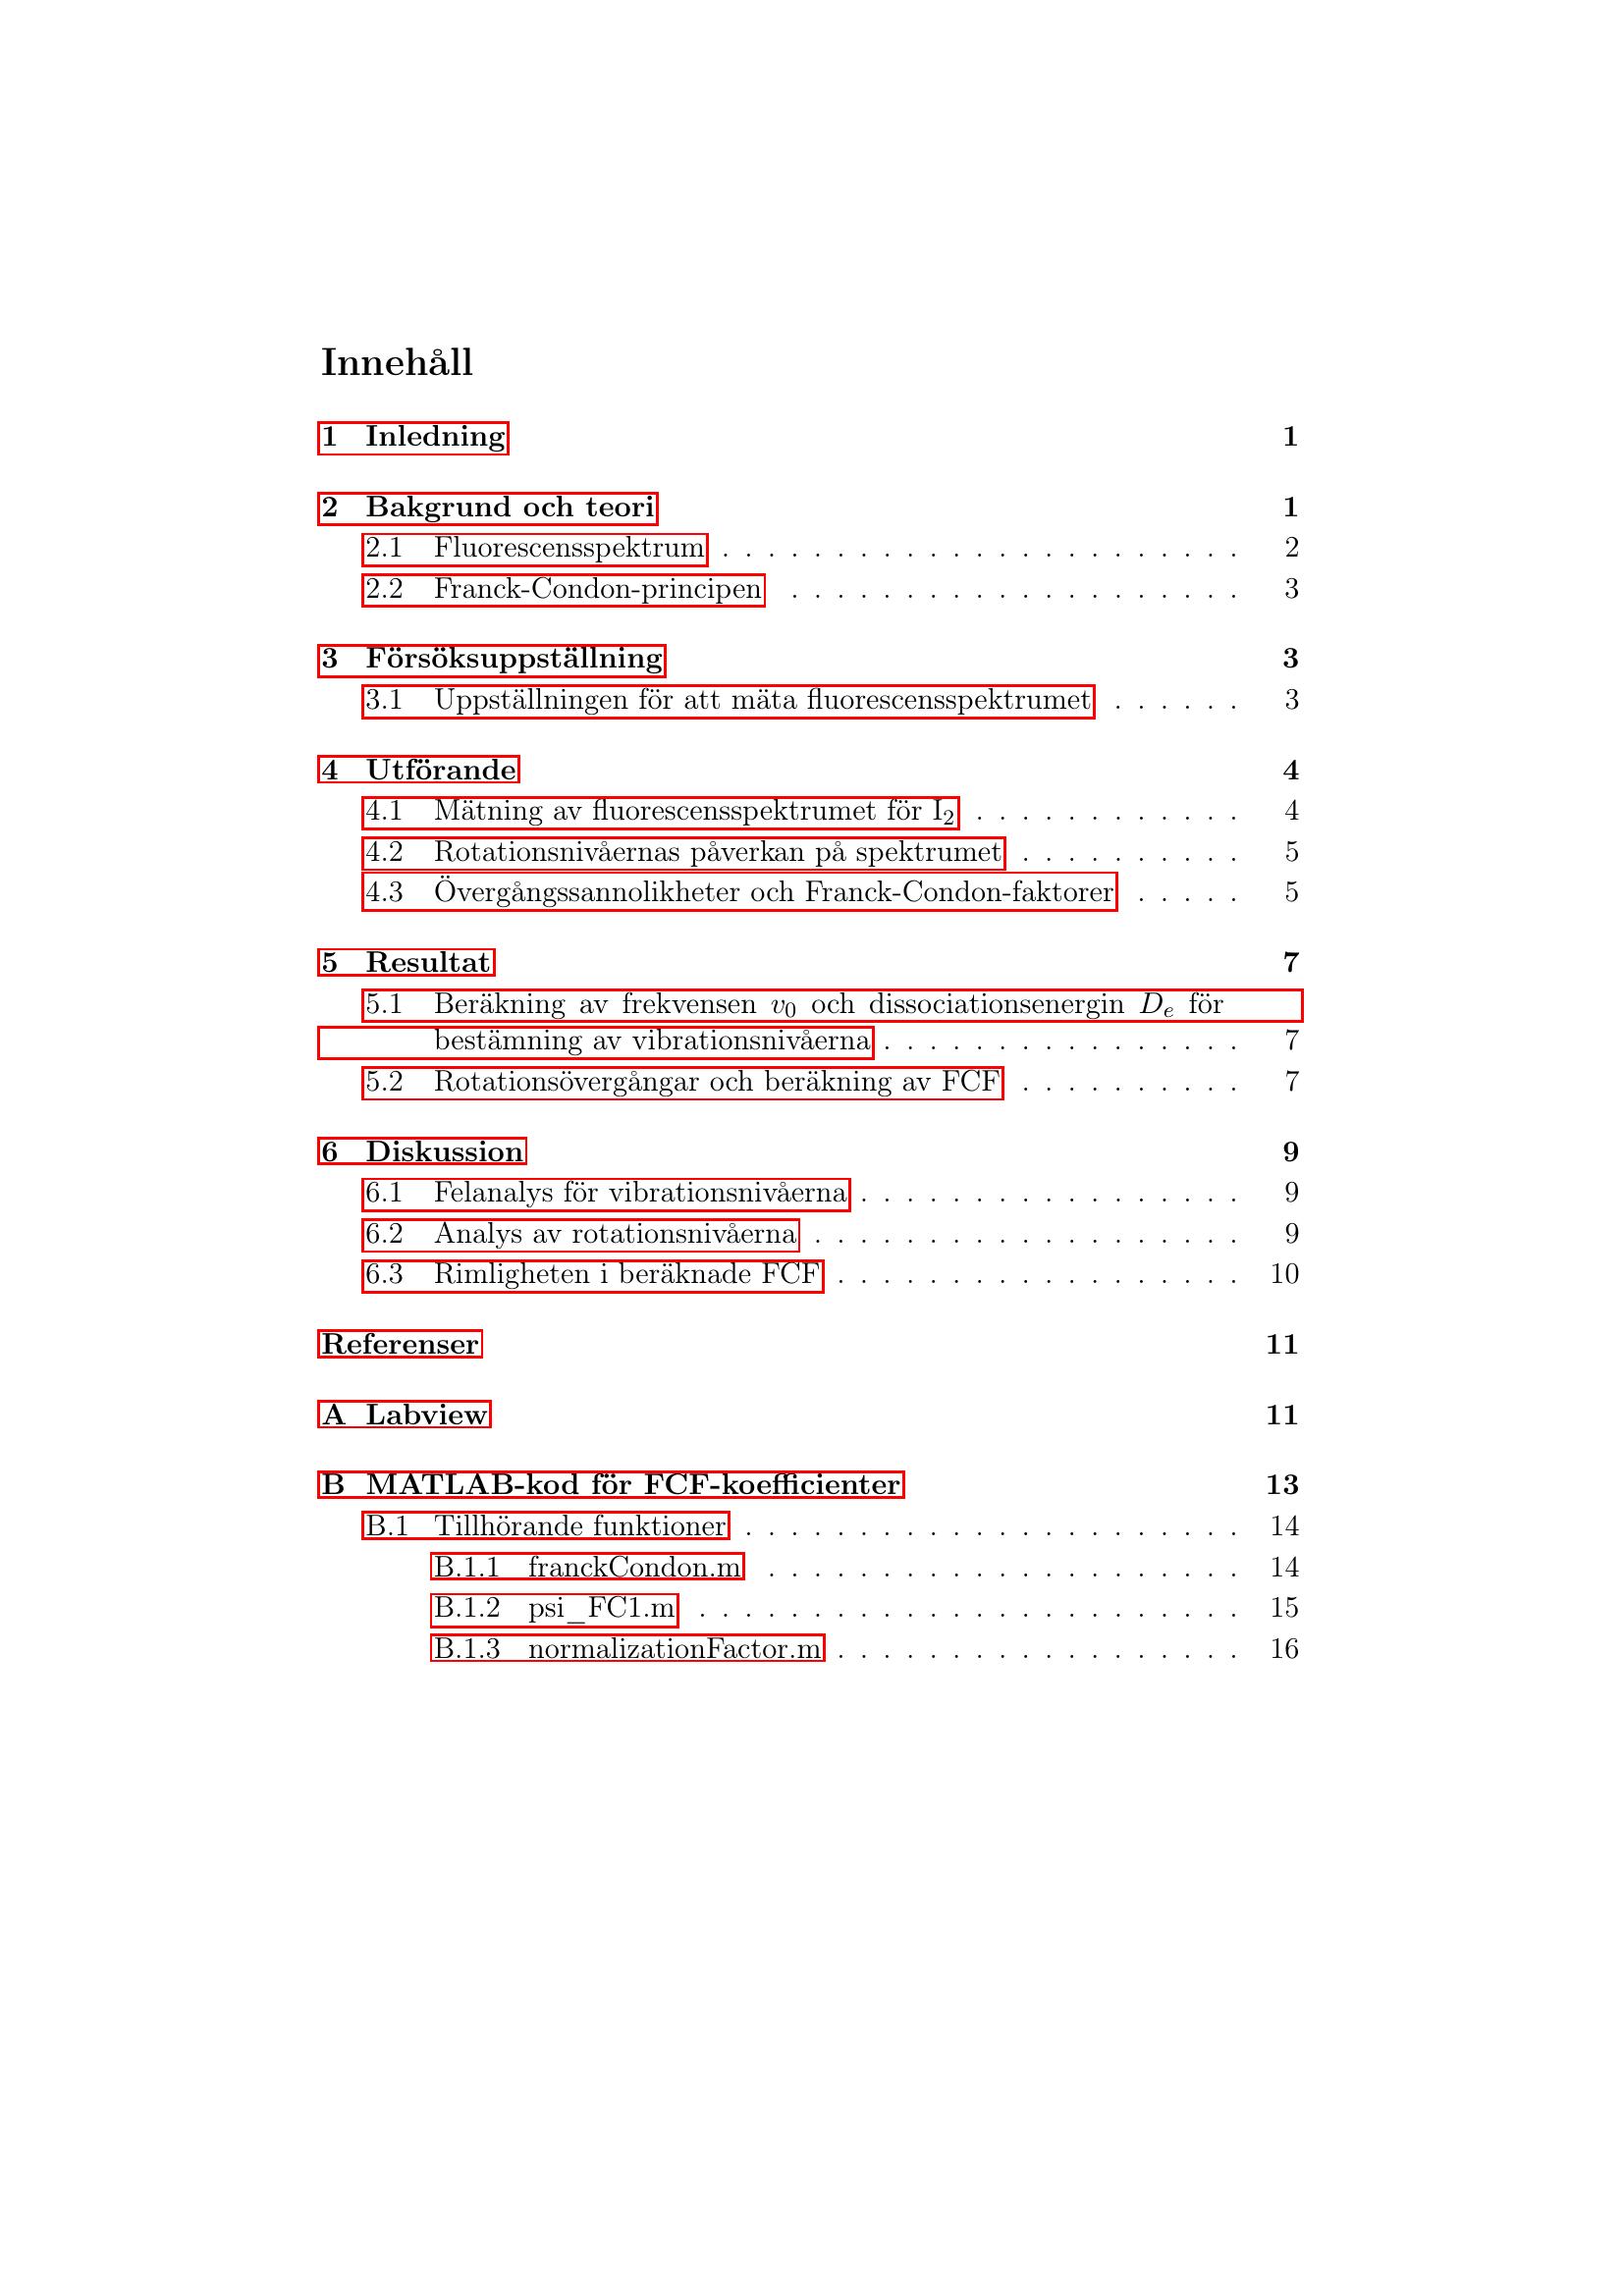 Innehåll
1 Inledning 1
2 Bakgrund och teori 1
2.1 Fluorescensspektrum . . . . . . . . . . . . . . . . . . . . . . . 2
2.2 Franck-Condon-principen . . . . . . . . . . . . . . . . . . . . 3
3 Försöksuppställning 3
3.1 Uppställningen för att mäta fluorescensspektrumet . . . . . . 3
4 Utförande 4
4.1 Mätning av fluorescensspektrumet för I₂ . . . . . . . . . . . . 4
4.2 Rotationsnivåernas påverkan på spektrumet . . . . . . . . . . 5
4.3 Övergångssannolikheter och Franck-Condon-faktorer . . . . . 5
5 Resultat 7
5.1 Beräkning av frekvensen v₀ och dissociationsenergin Dₑ för
bestämning av vibrationsnivåerna . . . . . . . . . . . . . . . . 7
5.2 Rotationsövergångar och beräkning av FCF . . . . . . . . . . 7
6 Diskussion 9
6.1 Felanalys för vibrationsnivåerna . . . . . . . . . . . . . . . . . 9
6.2 Analys av rotationsnivåerna . . . . . . . . . . . . . . . . . . . 9
6.3 Rimligheten i beräknade FCF . . . . . . . . . . . . . . . . . . 10
Referenser 11
A Labview 11
B MATLAB-kod för FCF-koefficienter 13
B.1 Tillhörande funktioner . . . . . . . . . . . . . . . . . . . . . . 14
B.1.1 franckCondon.m . . . . . . . . . . . . . . . . . . . . . 14
B.1.2 psi_FC1.m . . . . . . . . . . . . . . . . . . . . . . . . 15
B.1.3 normalizationFactor.m . . . . . . . . . . . . . . . . . . 16